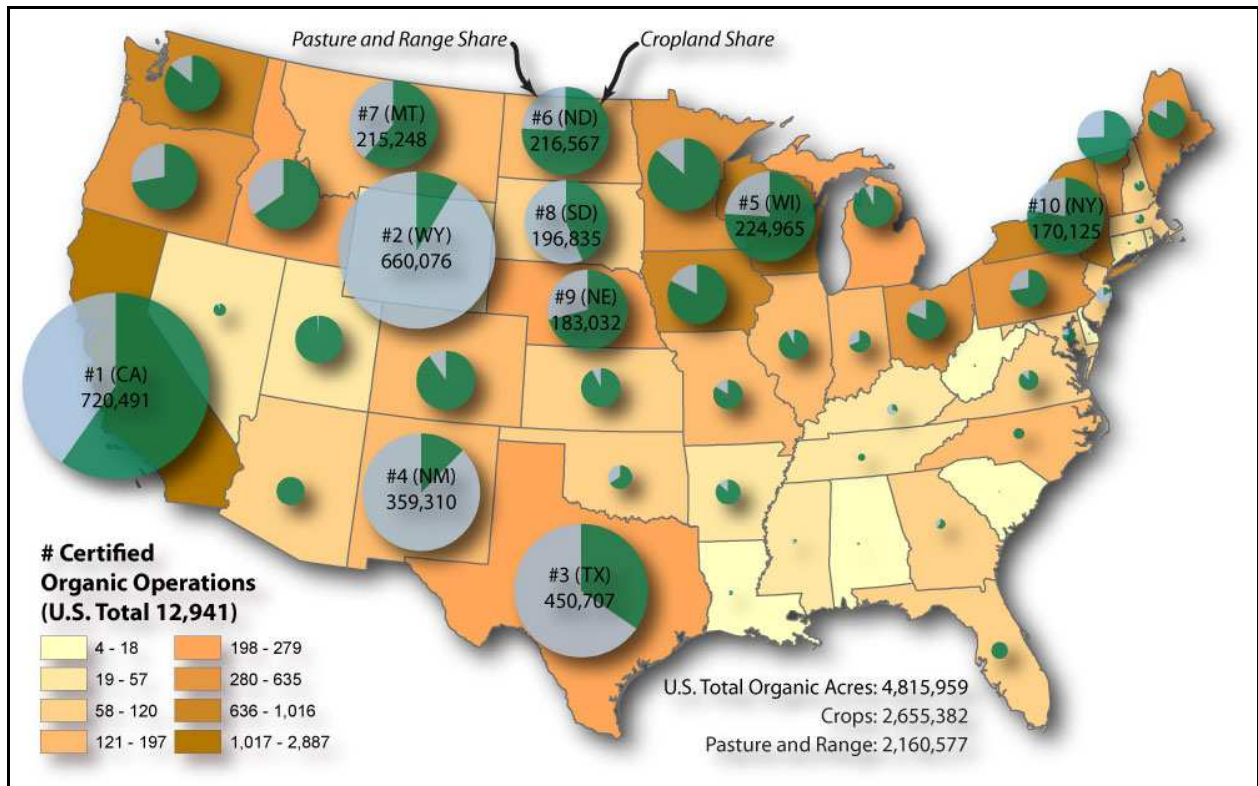 Pasture and Range Share
Cropland Share
#7 (MT)
215,248
#6 (ND)
216,567
#2 (WY)
660,076
#8 (SD)
196,835
#5 (WI)
224,965
#10 (NY)
170,125
#9 (NE)
183,032
#1 (CA)
720,491
#4 (NM)
359,310
#3 (TX)
450,707
# Certified
Organic Operations
(U.S. Total 12,941)
4 - 18
19 - 57
58 - 120
121 - 197
198 - 279
280 - 635
636 - 1,016
1,017 - 2,887
U.S. Total Organic Acres: 4,815,959
Crops: 2,655,382
Pasture and Range: 2,160,577